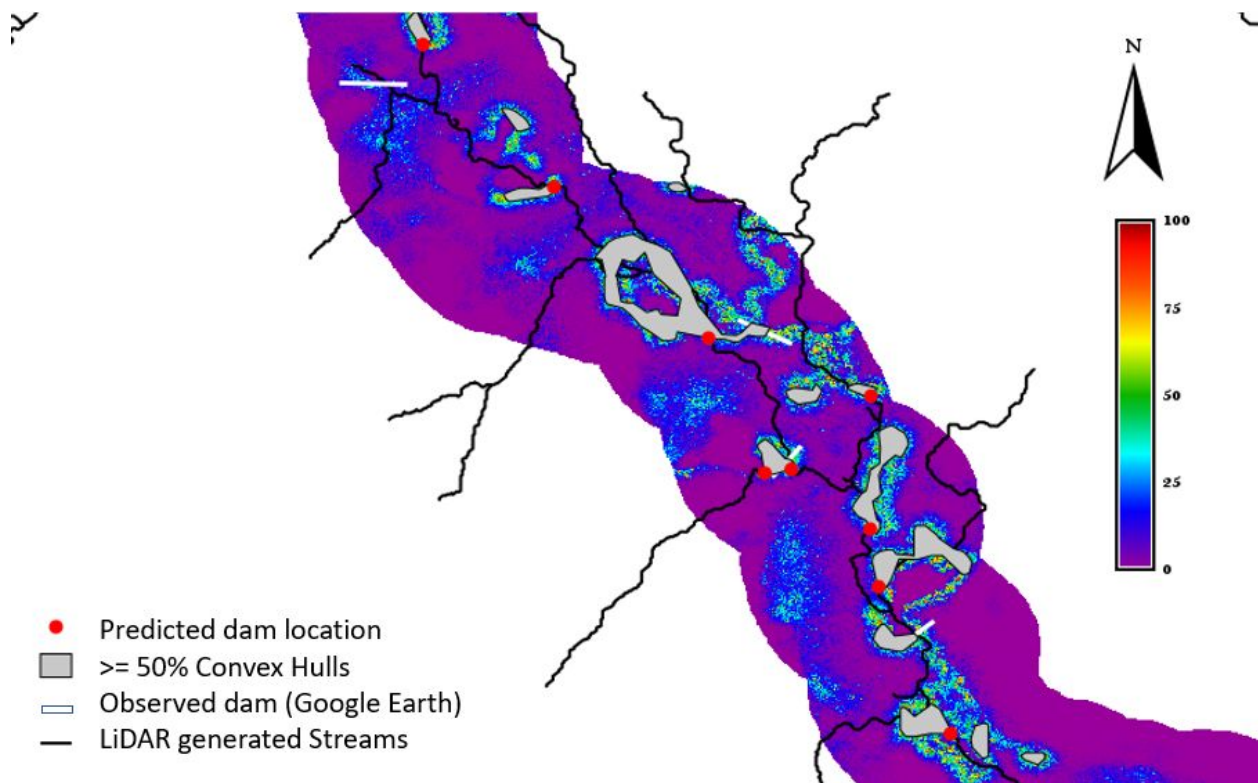 N
100
75
50
25
0
Predicted dam location
>= 50% Convex Hulls
Observed dam (Google Earth)
LiDAR generated Streams